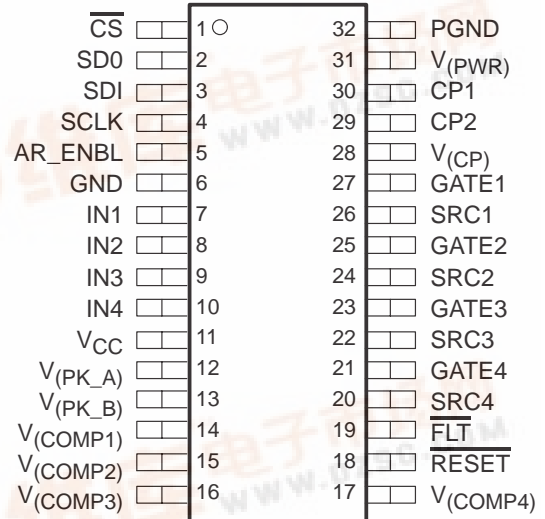 CS 1 32 PGND
SD0 2 31 V(PWR)
SDI 3 30 CP1
SCLK 4 29 CP2
AR_ENBL 5 28 V(CP)
GND 6 27 GATE1
IN1 7 26 SRC1
IN2 8 25 GATE2
IN3 9 24 SRC2
IN4 10 23 GATE3
VCC 11 22 SRC3
V(PK_A) 12 21 GATE4
V(PK_B) 13 20 SRC4
V(COMP1) 14 19 FLT
V(COMP2) 15 18 RESET
V(COMP3) 16 17 V(COMP4)